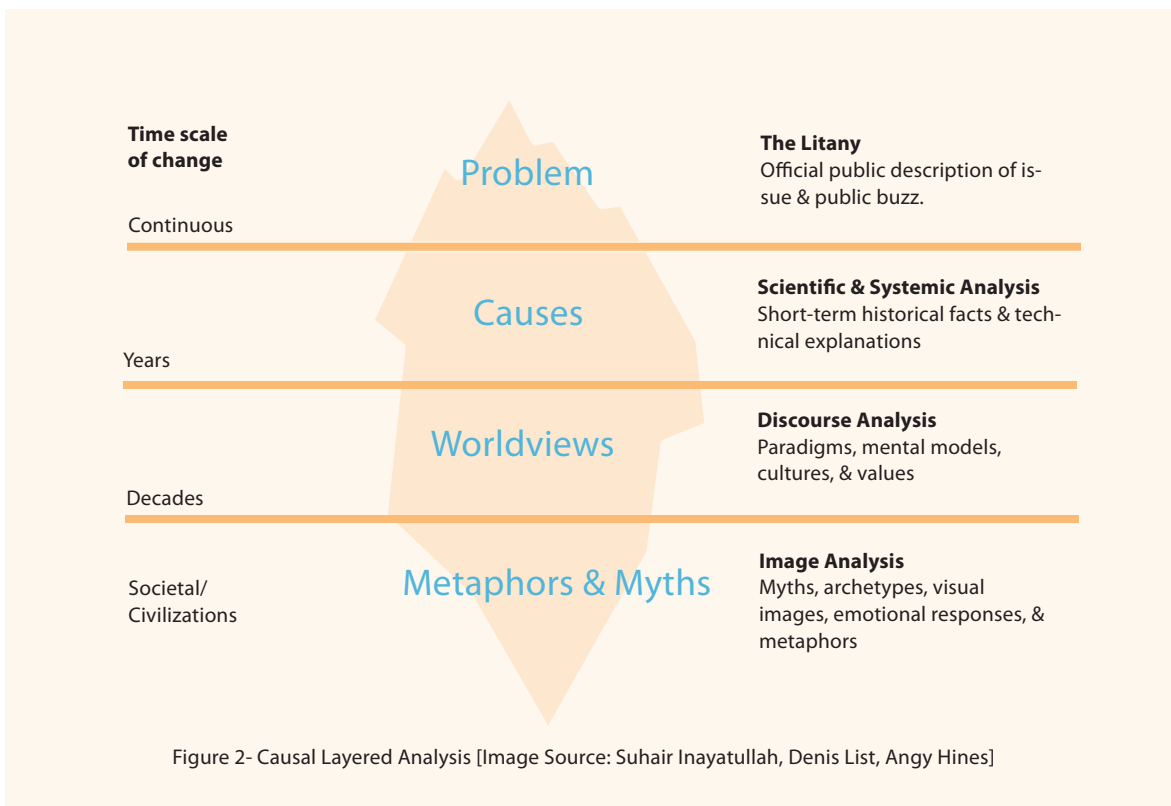 Time scale
of change
Continuous
Problem
The Litany
Official public description of is-
sue & public buzz.
Years
Causes
Scientific & Systemic Analysis
Short-term historical facts & tech-
nical explanations
Decades
Worldviews
Discourse Analysis
Paradigms, mental models,
cultures, & values
Societal/
Civilizations
Metaphors & Myths
Image Analysis
Myths, archetypes, visual
images, emotional responses, &
metaphors
Figure 2- Causal Layered Analysis [Image Source: Suhair Inayatullah, Denis List, Angy Hines]